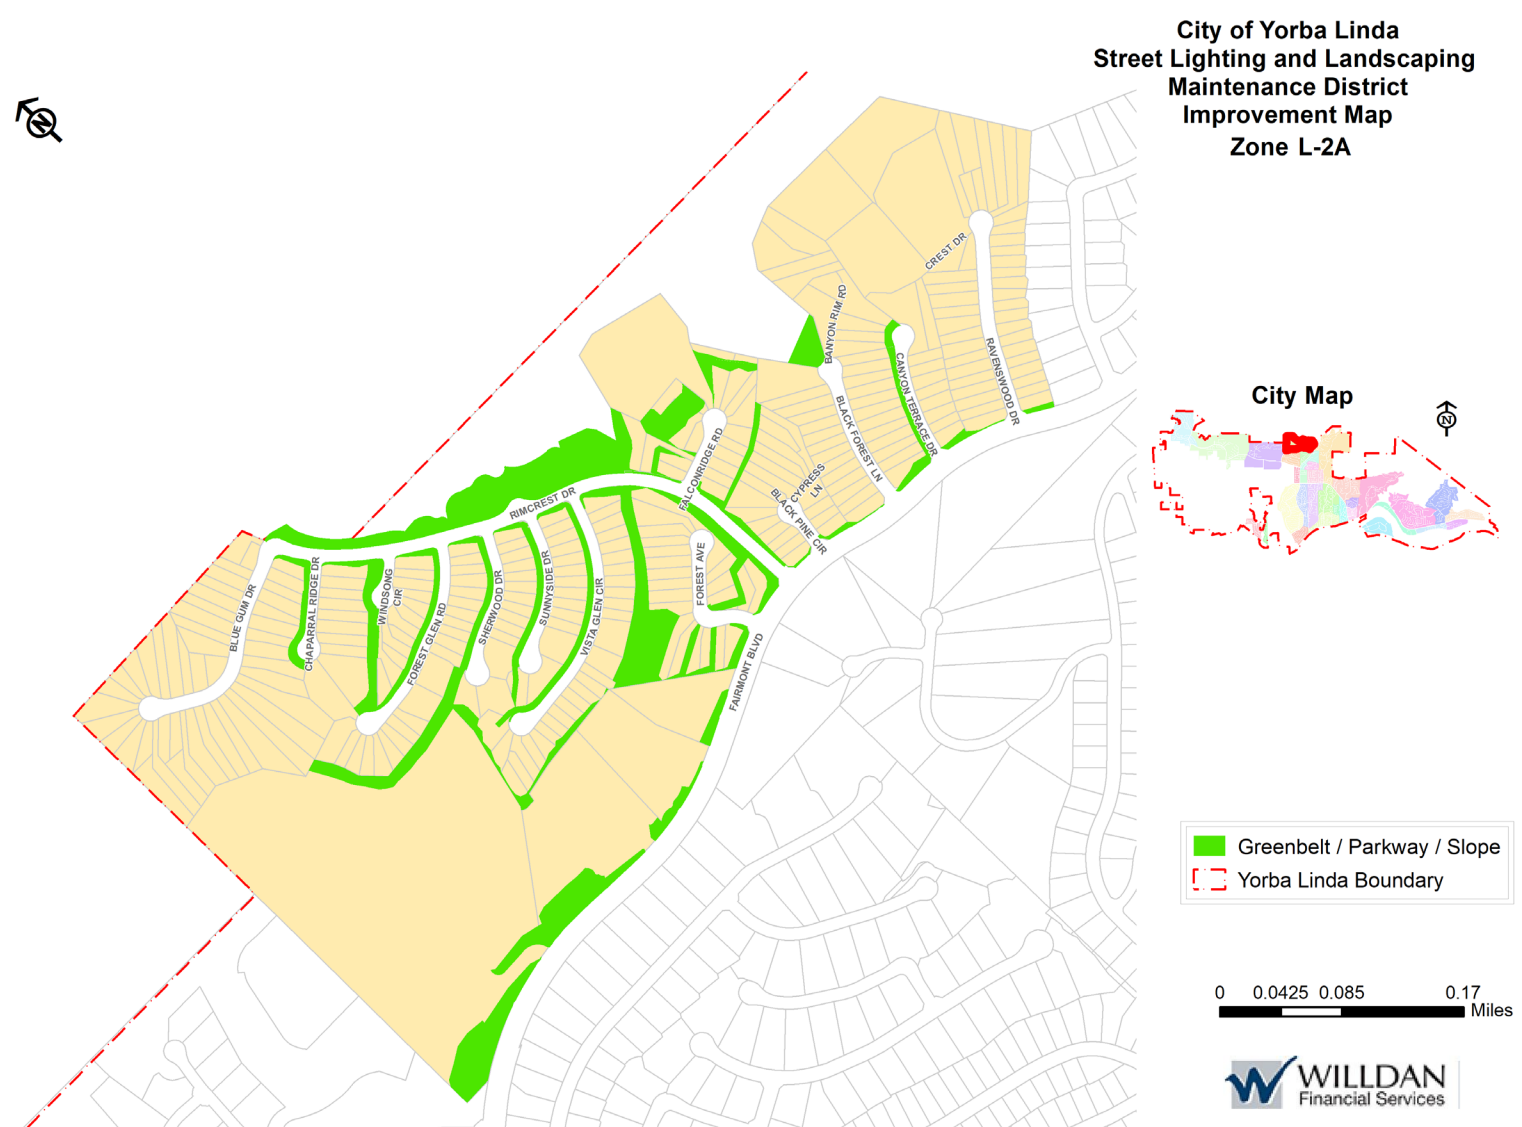 City of Yorba Linda
Street Lighting and Landscaping
Maintenance District
Improvement Map
Zone L-2A
N
CREST DR
BANYON RIM RD
RAVENSWOOD DR
CANYON TERRACE DR
BLACK FOREST LN
CYPRESS
LN
BLACK PINE CIR
FALCONRIDGE RD
RIMCREST DR
FOREST AVE
BLUE GUM DR
CHAPARRAL RIDGE DR
WINDSONG
CIR
FOREST GLEN RD
SHERWOOD DR
SUNNYSIDE DR
VISTA GLEN CIR
FAIRMONT BLVD
City Map
N
Greenbelt / Parkway / Slope
Yorba Linda Boundary
0 0.0425 0.085 0.17
Miles
W WILLDAN
Financial Services